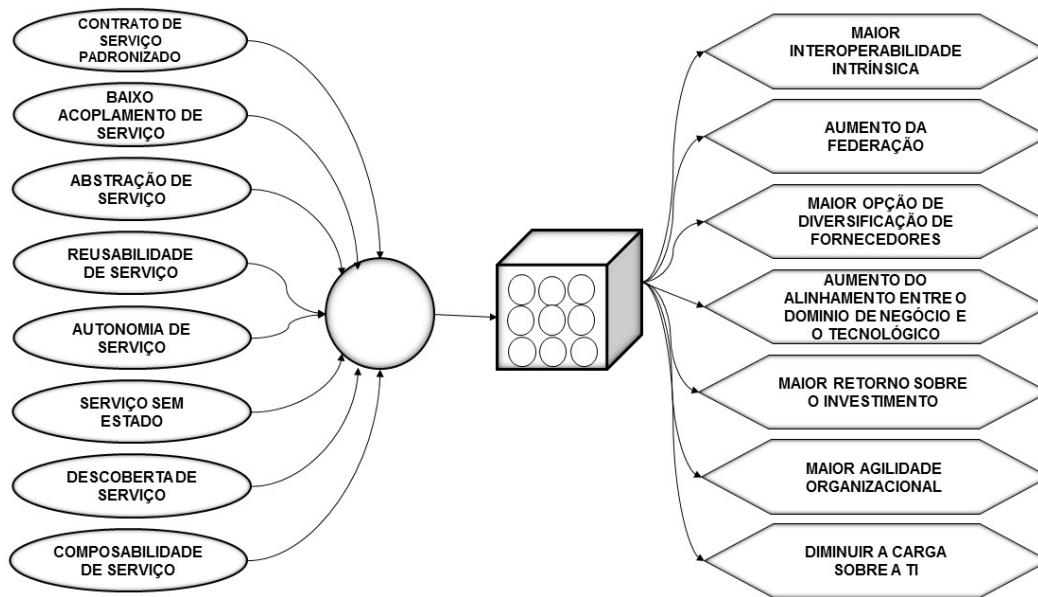 CONTRATO DE
SERVIÇO
PADRONIZADO
BAIXO
ACOPLAMENTO DE
SERVIÇO
ABSTRAÇÃO DE
SERVIÇO
REUSABILIDADE
DE SERVIÇO
AUTONOMIA DE
SERVIÇO
SERVIÇO SEM
ESTADO
DESCOBERTA DE
SERVIÇO
COMPOSABILIDADE
DE SERVIÇO
MAIOR
INTEROPERABILIDADE
INTRÍNSICA
AUMENTO DA
FEDERAÇÃO
MAIOR OPÇÃO DE
DIVERSIFICAÇÃO DE
FORNECEDORES
AUMENTO DO
ALINHAMENTO ENTRE O
DOMINIO DE NEGÓCIO E
O TECNOLÓGICO
MAIOR RETORNO SOBRE
O INVESTIMENTO
MAIOR AGILIDADE
ORGANIZACIONAL
DIMINUIR A CARGA
SOBRE A TI